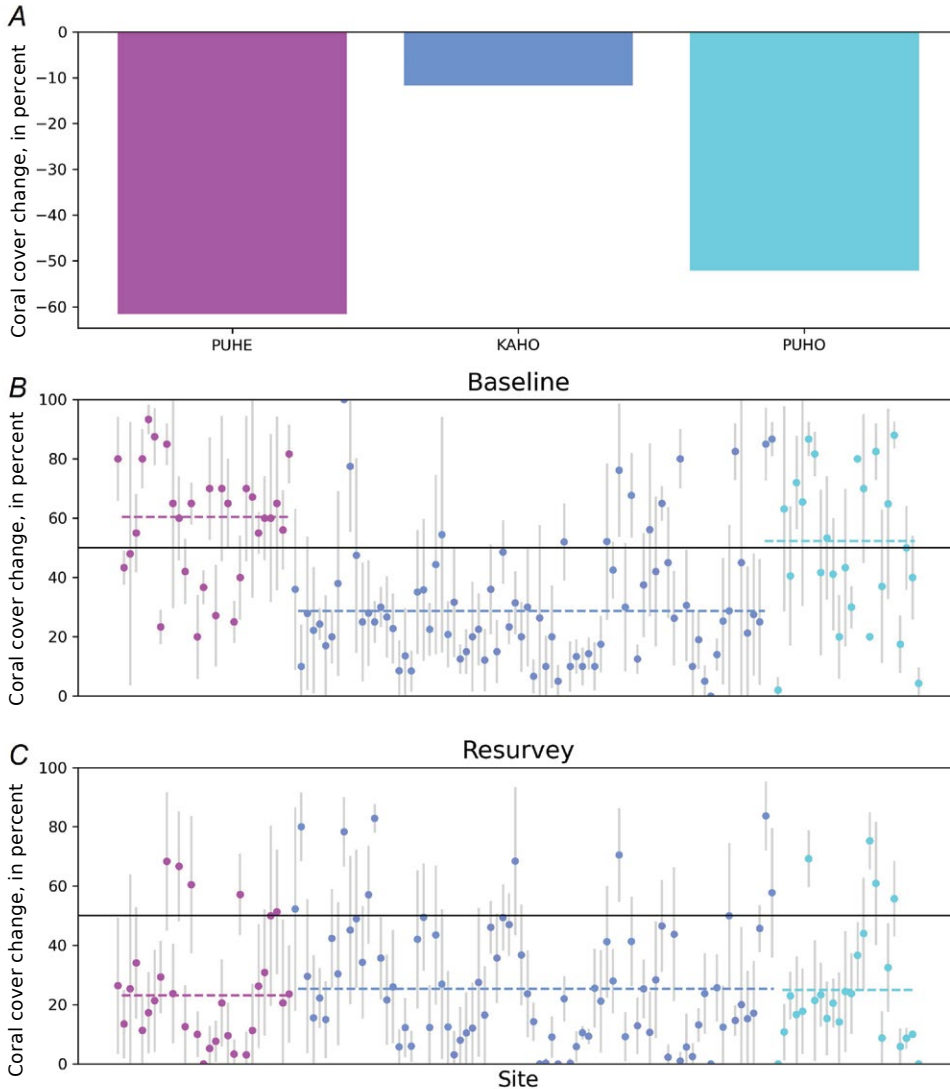 A
Coral cover change, in percent
0
−10
−20
−30
−40
−50
−60
PUHE KAHO PUHO
B
Baseline
Coral cover change, in percent
100
80
60
40
20
0
C
Resurvey
Coral cover change, in percent
100
80
60
40
20
0
Site